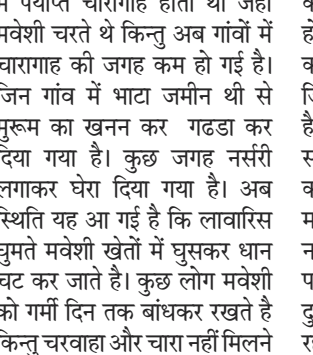 में पर्याप्त चारागाह होता था जहां
मवेशी चरते थे किन्तु अब गांवों में
चारागाह की जगह कम हो गई है।
जिन गांव में भाटा जमीन थी से
मुरूम का खनन कर गढडा कर
दिया गया है। कुछ जगह नर्सरी
लगाकर घेरा दिया गया है। अब
स्थिति यह आ गई है कि लावारिस
घुमते मवेशी खेतों में घुसकर धान
चट कर जाते है। कुछ लोग मवेशी
को गर्मी दिन तक बांधकर रखते है
किन्तु चरवाहा और चारा नहीं मिलने